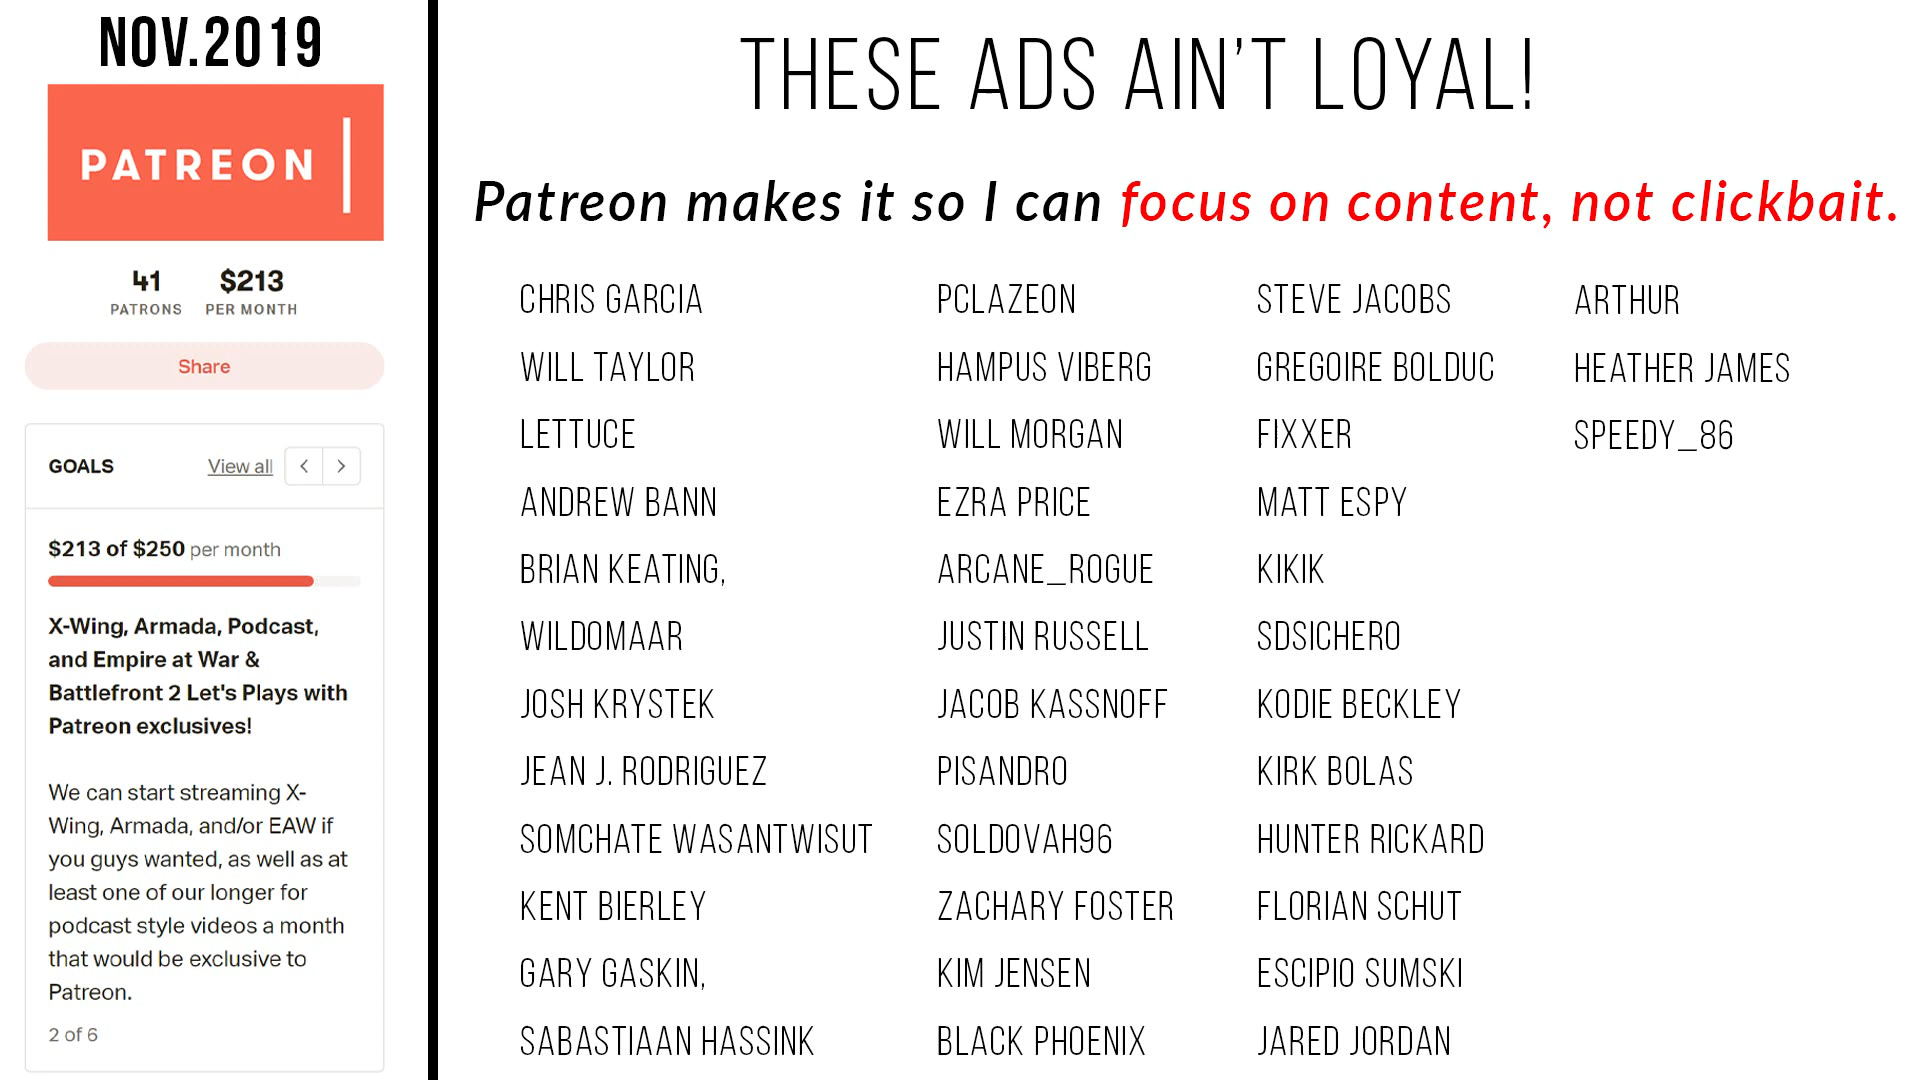 NOV.2019
PATREON
41 $213
PATRONS PER MONTH
Share
GOALS View all
$213 of $250 per month
X-Wing, Armada, Podcast,
and Empire at War &
Battlefront 2 Let's Plays with
Patreon exclusives!
We can start streaming X-
Wing, Armada, and/or EAW if
you guys wanted, as well as at
least one of our longer for
podcast style videos a month
that would be exclusive to
Patreon.
2 of 6
THESE ADS AIN'T LOYAL!
Patreon makes it so I can focus on content, not clickbait.
CHRIS GARCIA
WILL TAYLOR
LETTUCE
ANDREW BANN
BRIAN KEATING,
WILDOMAAR
JOSH KRYSTEK
JEAN J. RODRIGUEZ
SOMCHATE WASANTWISUT
KENT BIERLEY
GARY GASKIN,
SABASTIAAN HASSINK
PCLAZEON
HAMPUS VIBERG
WILL MORGAN
EZRA PRICE
ARCANE_ROGUE
JUSTIN RUSSELL
JACOB KASSNOFF
PISANDRO
SOLDOVAH96
ZACHARY FOSTER
KIM JENSEN
BLACK PHOENIX
STEVE JACOBS
GREGOIRE BOLDUC
FIXXER
MATT ESPY
KIKIK
SDSICHERO
KODIE BECKLEY
KIRK BOLAS
HUNTER RICKARD
FLORIAN SCHUT
ESCIPIO SUMSKI
JARED JORDAN
ARTHUR
HEATHER JAMES
SPEEDY_86